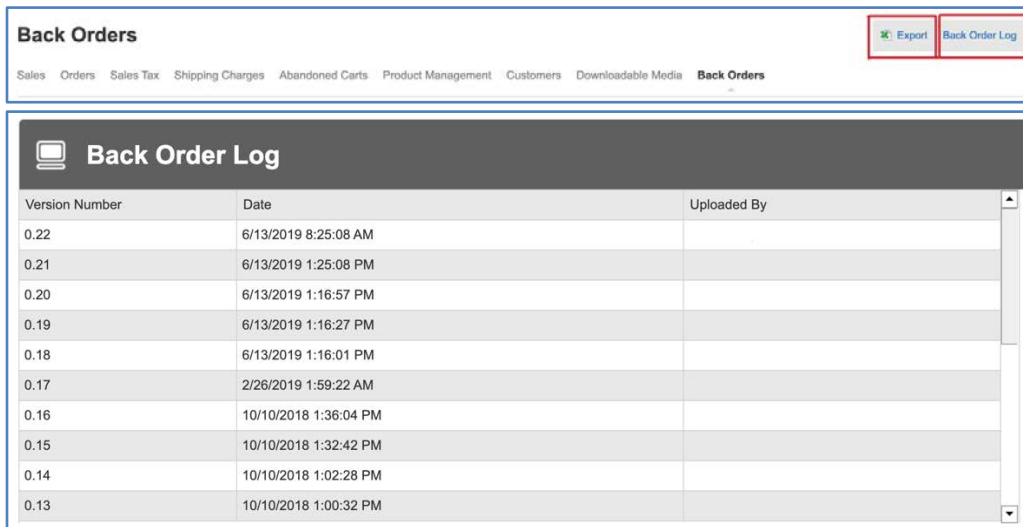 Back Orders
Export Back Order Log
Sales Orders Sales Tax Shipping Charges Abandoned Carts Product Management Customers Downloadable Media Back Orders
Back Order Log
Version Number Date Uploaded By
0.22 6/13/2019 8:25:08 AM
0.21 6/13/2019 1:25:08 PM
0.20 6/13/2019 1:16:57 PM
0.19 6/13/2019 1:16:27 PM
0.18 6/13/2019 1:16:01 PM
0.17 2/26/2019 1:59:22 AM
0.16 10/10/2018 1:36:04 PM
0.15 10/10/2018 1:32:42 PM
0.14 10/10/2018 1:02:28 PM
0.13 10/10/2018 1:00:32 PM